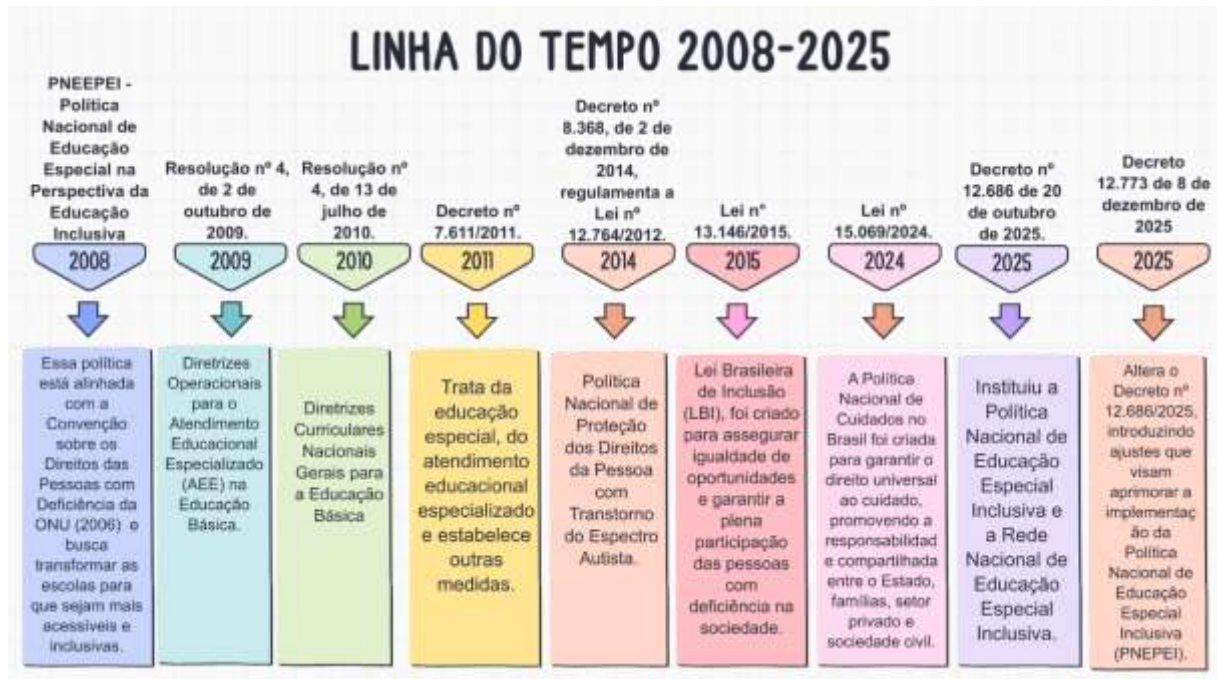 LINHA DO TEMPO 2008-2025
PNEEPEI -
Política
Nacional de
Educação
Especial na
Perspectiva da
Educação
Inclusiva
2008
Essa política
está alinhada
com a
Convenção
sobre os
Direitos das
Pessoas com
Deficiência da
ONU (2006) e
busca
transformar as
escolas para
que sejam mais
acessíveis e
inclusivas.
Resolução nº 4,
de 2 de
outubro de
2009.
2009
Diretrizes
Operacionais
para o
Atendimento
Educacional
Especializado
(AEE) na
Educação
Básica.
Resolução nº
4, de 13 de
julho de
2010.
2010
Diretrizes
Curriculares
Nacionais
Gerais para
a Educação
Básica
Decreto nº
7.611/2011.
2011
Trata da
educação
especial, do
atendimento
educacional
especializado
e estabelece
outras
medidas.
Decreto nº
8.368, de 2 de
dezembro de
2014,
regulamenta a
Lei nº
12.764/2012.
2014
Política
Nacional de
Proteção
dos Direitos
da Pessoa
com
Transtorno
do Espectro
Autista.
Lei nº
13.146/2015.
2015
Lei Brasileira
de Inclusão
(LBI), foi criado
para assegurar
igualdade de
oportunidades
e garantir a
plena
participação
das pessoas
com
deficiência na
sociedade.
Lei nº
15.069/2024.
2024
A Política
Nacional de
Cuidados no
Brasil foi criada
para garantir o
direito universal
ao cuidado,
promovendo a
responsabilidad
e compartilhada
entre o Estado,
famílias, setor
privado e
sociedade civil.
Decreto nº
12.686 de 20
de outubro
de 2025.
2025
Instituiu a
Política
Nacional de
Educação
Especial
Inclusiva e
a Rede
Nacional de
Educação
Especial
Inclusiva.
Decreto
12.773 de 8 de
dezembro de
2025
2025
Altera o
Decreto nº
12.686/2025,
introduzindo
ajustes que
visam
aprimorar a
implementaç
ão da
Política
Nacional de
Educação
Especial
Inclusiva
(PNEPEI).